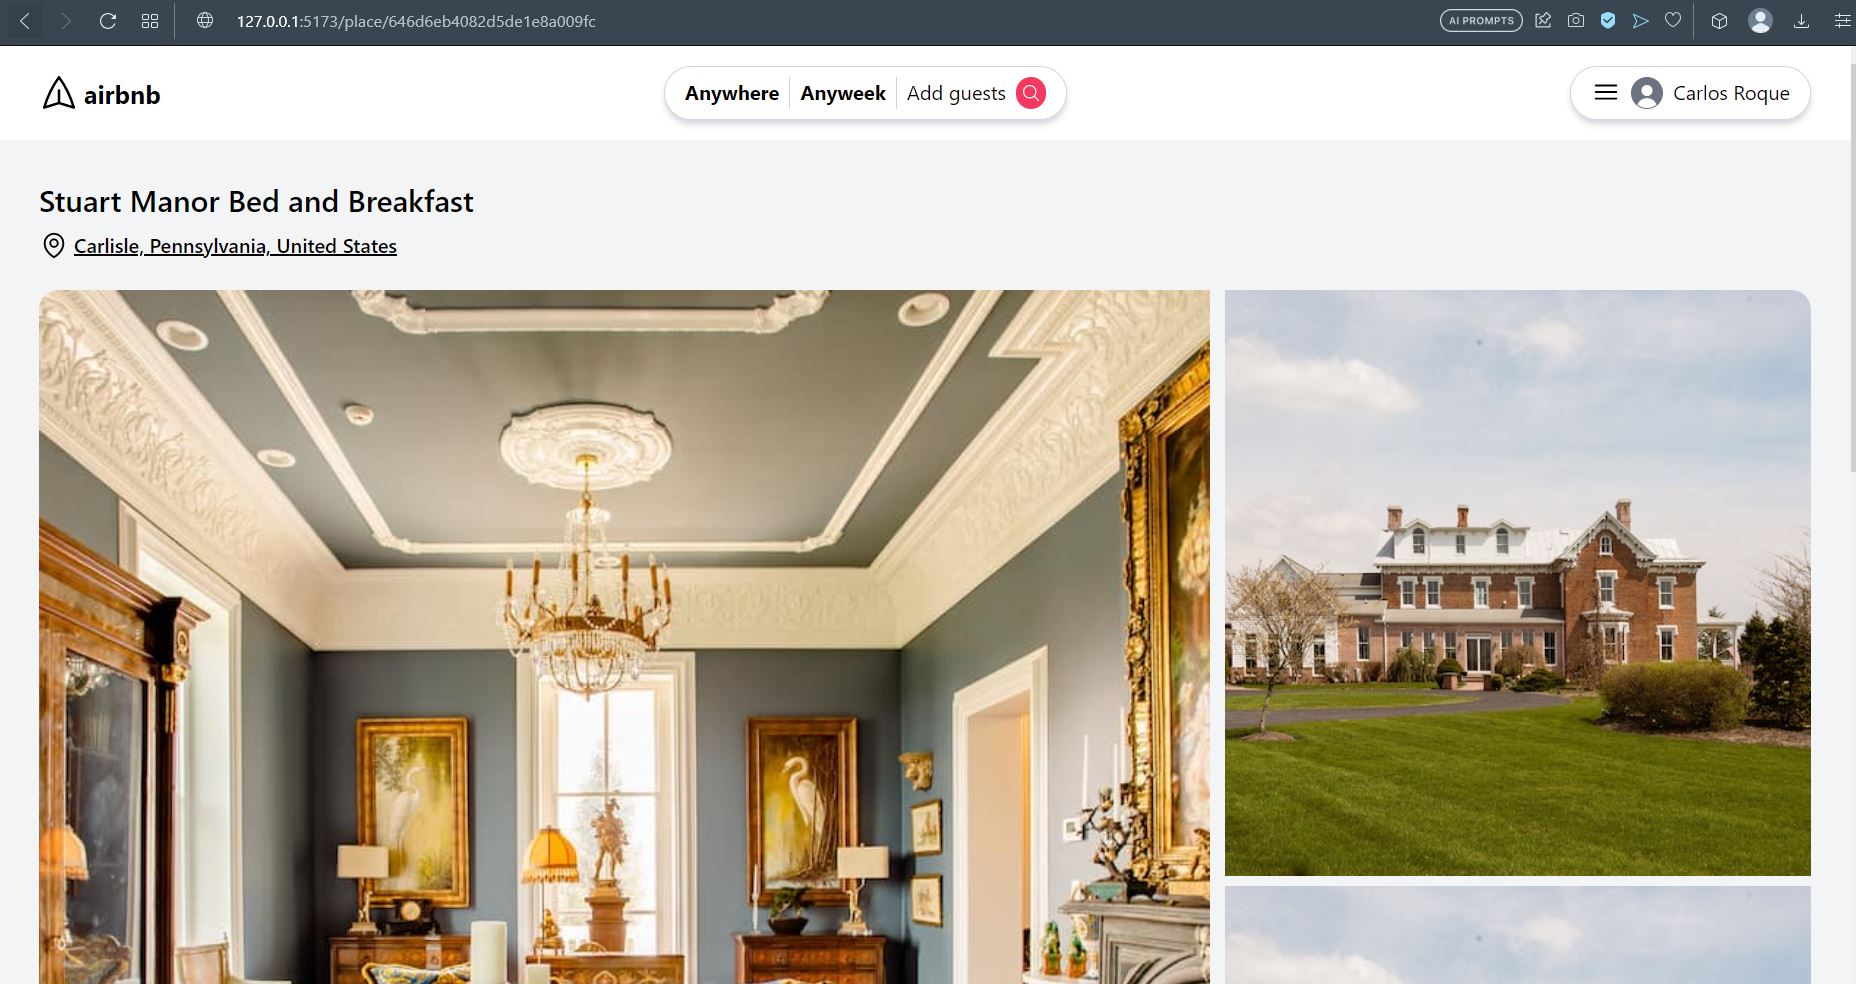 127.0.0.1:5173/place/646d6eb4082d5de1e8a009fc
AI PROMPTS
airbnb
Anywhere Anyweek Add guests
Carlos Roque
Stuart Manor Bed and Breakfast
Carlisle, Pennsylvania, United States